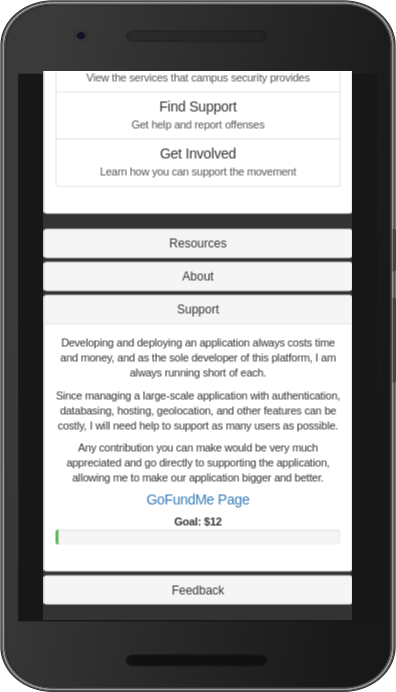 View the services that campus security provides
Find Support
Get help and report offenses
Get Involved
Learn how you can support the movement
Resources
About
Support
Developing and deploying an application always costs time
and money, and as the sole developer of this platform, I am
always running short of each.
Since managing a large-scale application with authentication,
databasing, hosting, geolocation, and other features can be
costly, I will need help to support as many users as possible.
Any contribution you can make would be very much
appreciated and go directly to supporting the application,
allowing me to make our application bigger and better.
GoFundMe Page
Goal: $12
Feedback